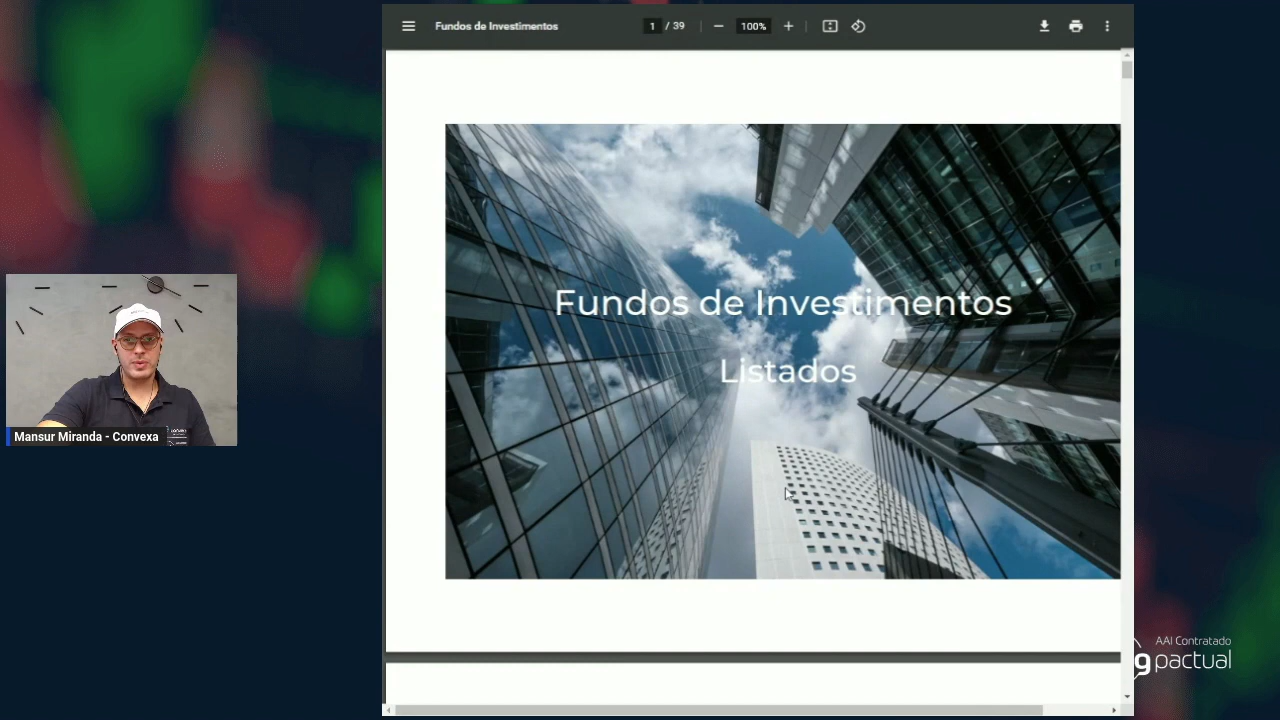 Fundos de Investimentos
1 / 39
100%
Fundos de Investimentos
Listados
Mansur Miranda - Convexa
AAI Contratado
g pactual